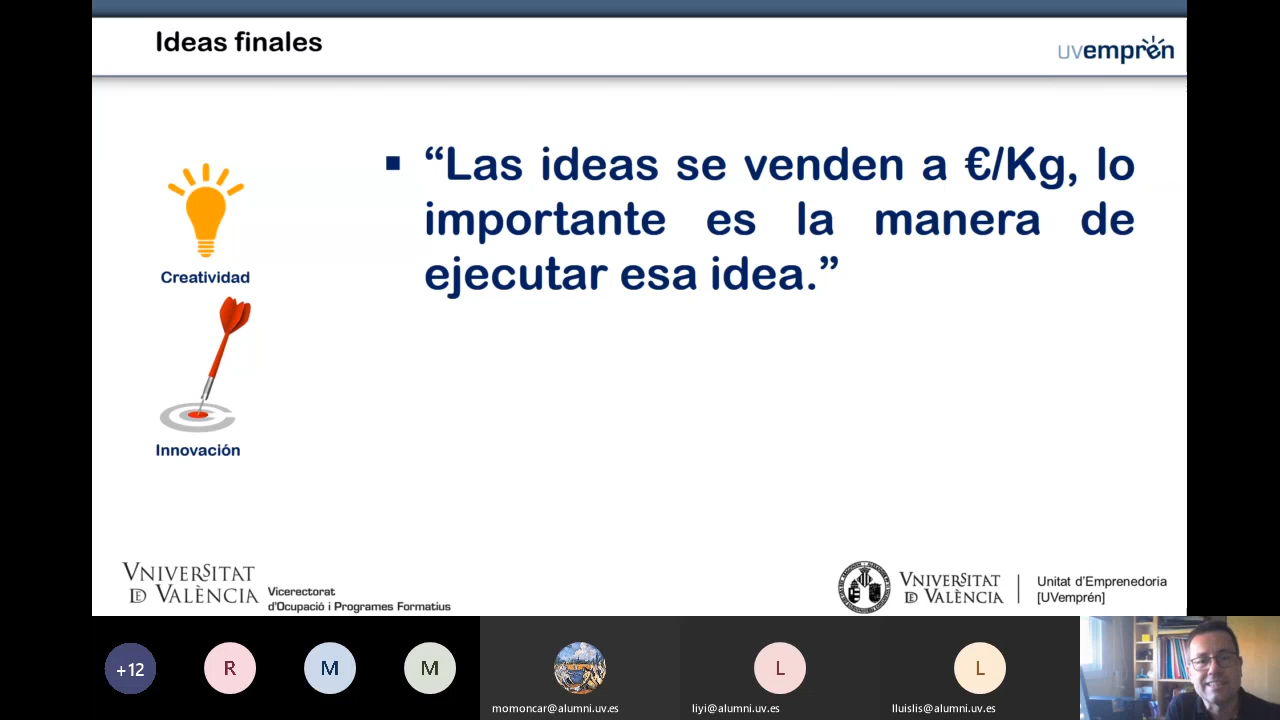 Ideas finales
uvemprén
▪ “Las ideas se venden a €/Kg, lo
importante es la manera de
ejecutar esa idea.”
Creatividad
Innovación
VNIVERSITAT
DE VALÈNCIA
Vicerectorat
d’Ocupació i Programes Formatius
VNIVERSITAT
DE VALÈNCIA
Unitat d’Emprenedoria
[UVemprén]
+12
R
M
M
L
L
momoncar@alumni.uv.es
liyi@alumni.uv.es
lluislis@alumni.uv.es